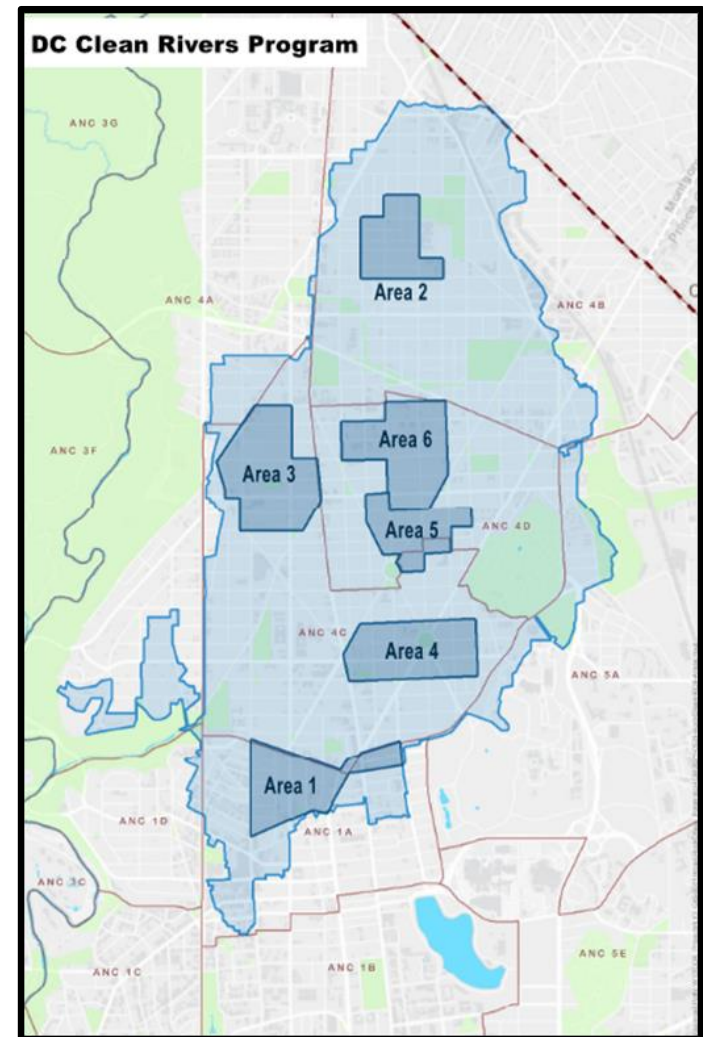 DC Clean Rivers Program
ANC 3G
Area 2
ANC 4A
ANC 4B
Area 6
ANC 3F
Area 3
Area 5
ANC 4D
ANC 4C
Area 4
ANC 5A
Area 1
ANC 1D
ANC 1A
ANC 3C
ANC 1B
ANC 5E
ANC 1C